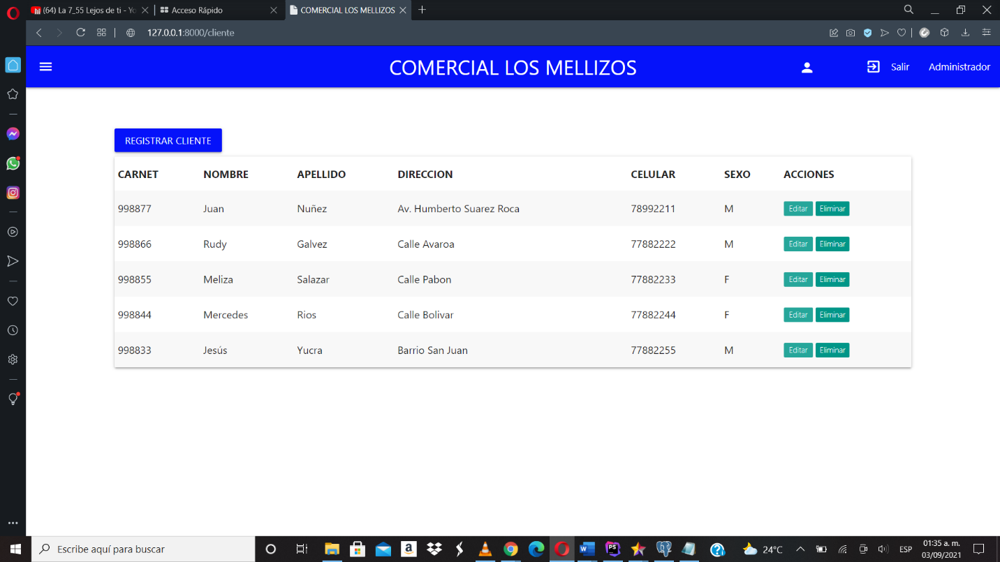 (64) La 7_55 Lejos de ti - Yo
Acceso Rápido
COMERCIAL LOS MELLIZOS
127.0.0.1:8000/cliente
COMERCIAL LOS MELLIZOS
Salir
Administrador
REGISTRAR CLIENTE
CARNET NOMBRE APELLIDO DIRECCION CELULAR SEXO ACCIONES
998877 Juan Nuñez Av. Humberto Suarez Roca 78992211 M Editar Eliminar
998866 Rudy Galvez Calle Avaroa 77882222 M Editar Eliminar
998855 Meliza Salazar Calle Pabon 77882233 F Editar Eliminar
998844 Mercedes Rios Calle Bolivar 77882244 F Editar Eliminar
998833 Jesús Yucra Barrio San Juan 77882255 M Editar Eliminar
Escribe aquí para buscar
24°C
ESP
01:35 a. m.
03/09/2021